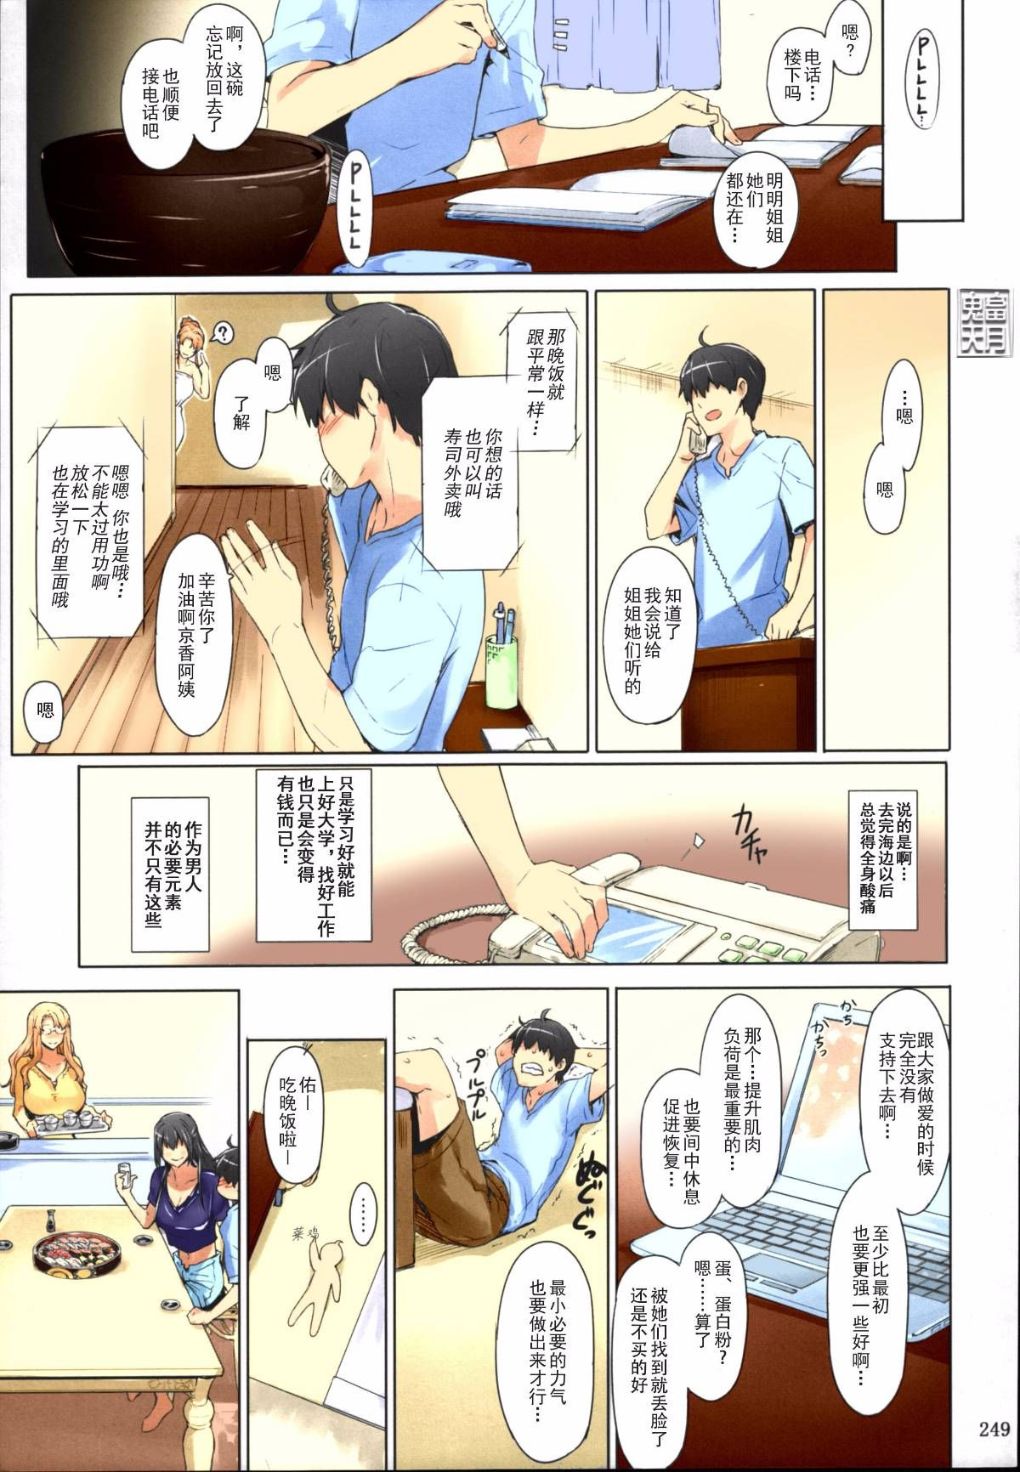 PLLLLL…
嗯？
电话…
楼下吗
明明姐姐
她们
都还在…
PLLLL
啊，这碗
忘记放回去了
也顺便
接电话吧
富月
鬼天
…嗯
嗯
知道了
我会说给
姐姐她们听的
那晚饭就
跟平常一样…
你想的话
也可以叫
寿司外卖哦
?
嗯
了解
嗯嗯 你也是哦…
不能太过用功啊
放松一下
也在学习的里面哦
辛苦你了
加油啊京香阿姨
嗯
说的是啊…
去完海边以后
总觉得全身酸痛
ガチャ
只是学习好就能
上好大学，找好工作
也只是会变得
有钱而已…
作为男人
的必要元素
并不只有这些
跟大家做爱的时候
完全没有
支持下去啊…
至少比最初
也要更强一些好啊…
かち
かちっ
那个…提升肌肉
负荷是最重要的…
也要间中休息
促进恢复…
蛋、蛋白粉？
嗯……算了
被她们找到就丢脸了
还是不买的好
プルプル
ぬぐぐっ
最小必要的力气
也要做出来才行…
佑—
吃晚饭啦—
……
菜鸡
249